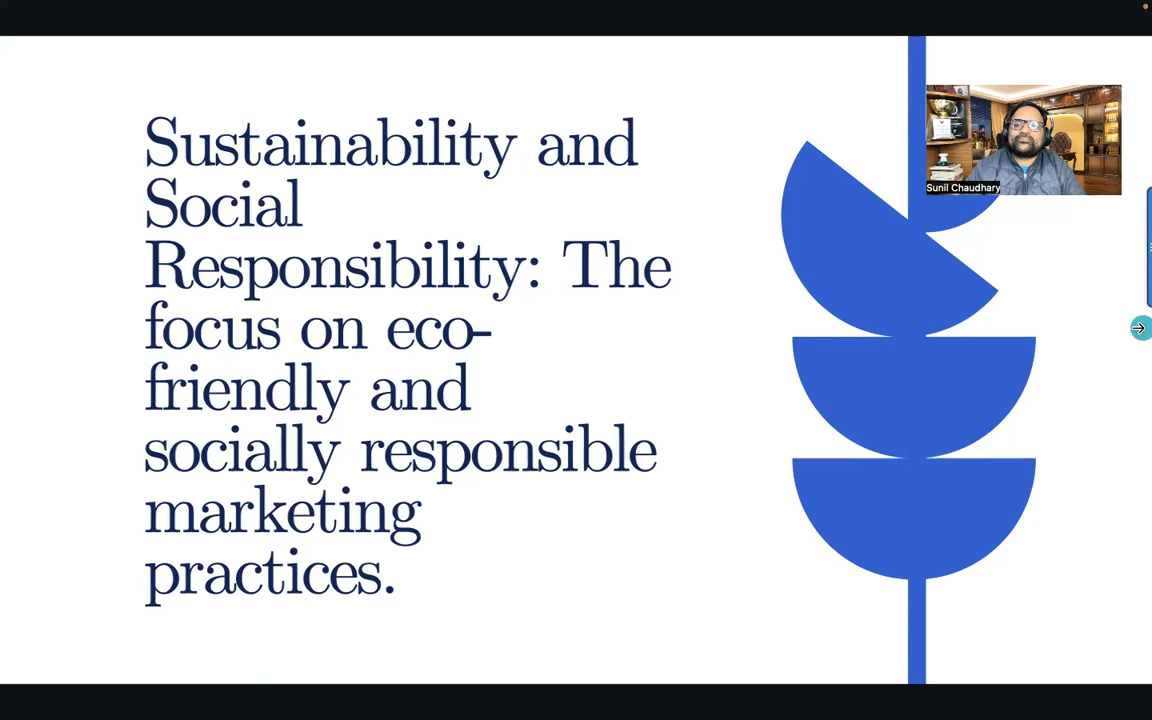 Sustainability and
Social
Responsibility: The
focus on eco-
friendly and
socially responsible
marketing
practices.
Sunil Chaudhary